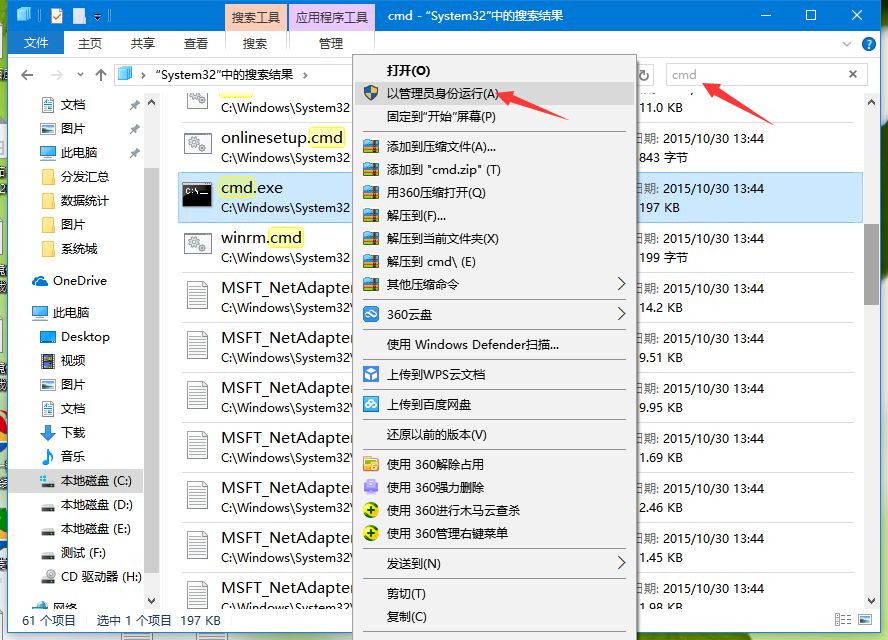 搜索工具
应用程序工具
cmd - “System32”中的搜索结果
文件
主页
共享
查看
搜索
管理
“System32”中的搜索结果
cmd
文档
图片
此电脑
分发汇总
数据统计
图片
系统城
OneDrive
此电脑
Desktop
视频
图片
文档
下载
音乐
本地磁盘 (C:)
本地磁盘 (D:)
本地磁盘 (E:)
测试 (F:)
CD 驱动器 (H:)
网络
C:\Windows\System32
11.0 KB
onlinesetup.cmd
C:\Windows\System32
日期: 2015/10/30 13:44
843 字节
cmd.exe
C:\Windows\System32
日期: 2015/10/30 13:44
197 KB
winrm.cmd
C:\Windows\System32
日期: 2015/10/30 13:44
199 字节
MSFT_NetAdapter
C:\Windows\System32
日期: 2015/10/30 13:44
14.2 KB
MSFT_NetAdapter
C:\Windows\System32\
日期: 2015/10/30 13:44
9.51 KB
MSFT_NetAdapter
C:\Windows\System32\
日期: 2015/10/30 13:44
9.95 KB
MSFT_NetAdapter
C:\Windows\System32\
日期: 2015/10/30 13:44
1.69 KB
MSFT_NetAdapter
C:\Windows\System32\
日期: 2015/10/30 13:44
2.46 KB
MSFT_NetAdapter
C:\Windows\System32\
日期: 2015/10/30 13:44
1.45 KB
MSFT_NetAdapter
C:\Windows\System32\
日期: 2015/10/30 13:44
1.98 KB
打开(O)
以管理员身份运行(A)
固定到“开始”屏幕(P)
添加到压缩文件(A)...
添加到 "cmd.zip" (T)
用360压缩打开(Q)
解压到(F)...
解压到当前文件夹(X)
解压到 cmd\ (E)
其他压缩命令
360云盘
使用 Windows Defender扫描...
上传到WPS云文档
上传到百度网盘
还原以前的版本(V)
使用 360解除占用
使用 360强力删除
使用 360进行木马云查杀
使用 360管理右键菜单
发送到(N)
剪切(T)
复制(C)
61 个项目
选中 1 个项目
197 KB